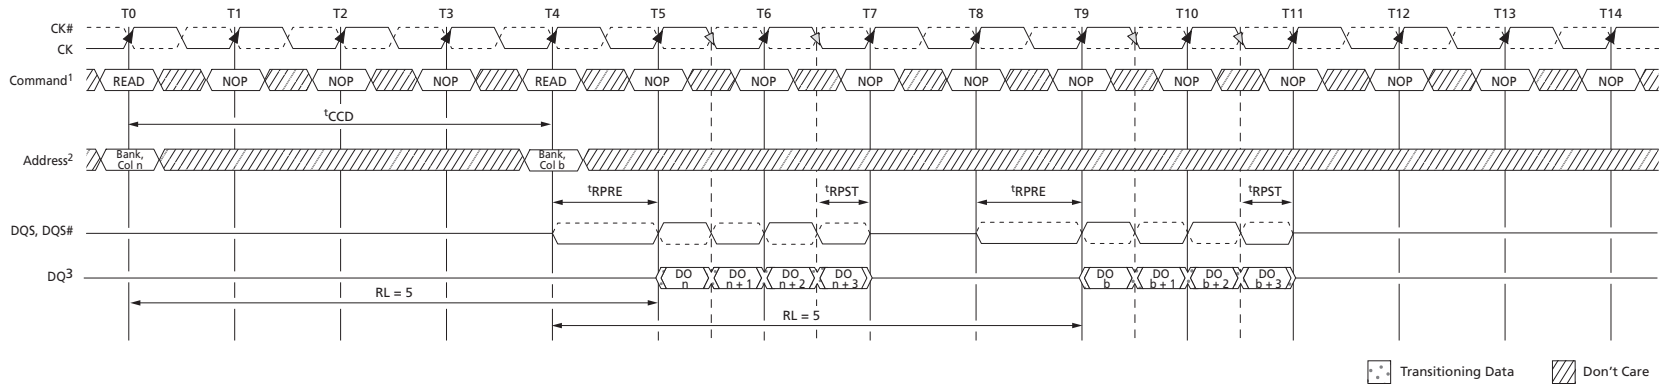 T0 T1 T2 T3 T4 T5 T6 T7 T8 T9 T10 T11 T12 T13 T14
CK#
CK
Command1 READ NOP NOP NOP READ NOP NOP NOP NOP NOP NOP NOP NOP NOP NOP
tCCD
Address2 Bank, Col n Bank, Col b
tRPRE tRPST tRPRE tRPST
DQS, DQS#
DQ3 DO n DO n + 1 DO n + 2 DO n + 3 DO b DO b + 1 DO b + 2 DO b + 3
RL = 5
RL = 5
Transitioning Data Don't Care